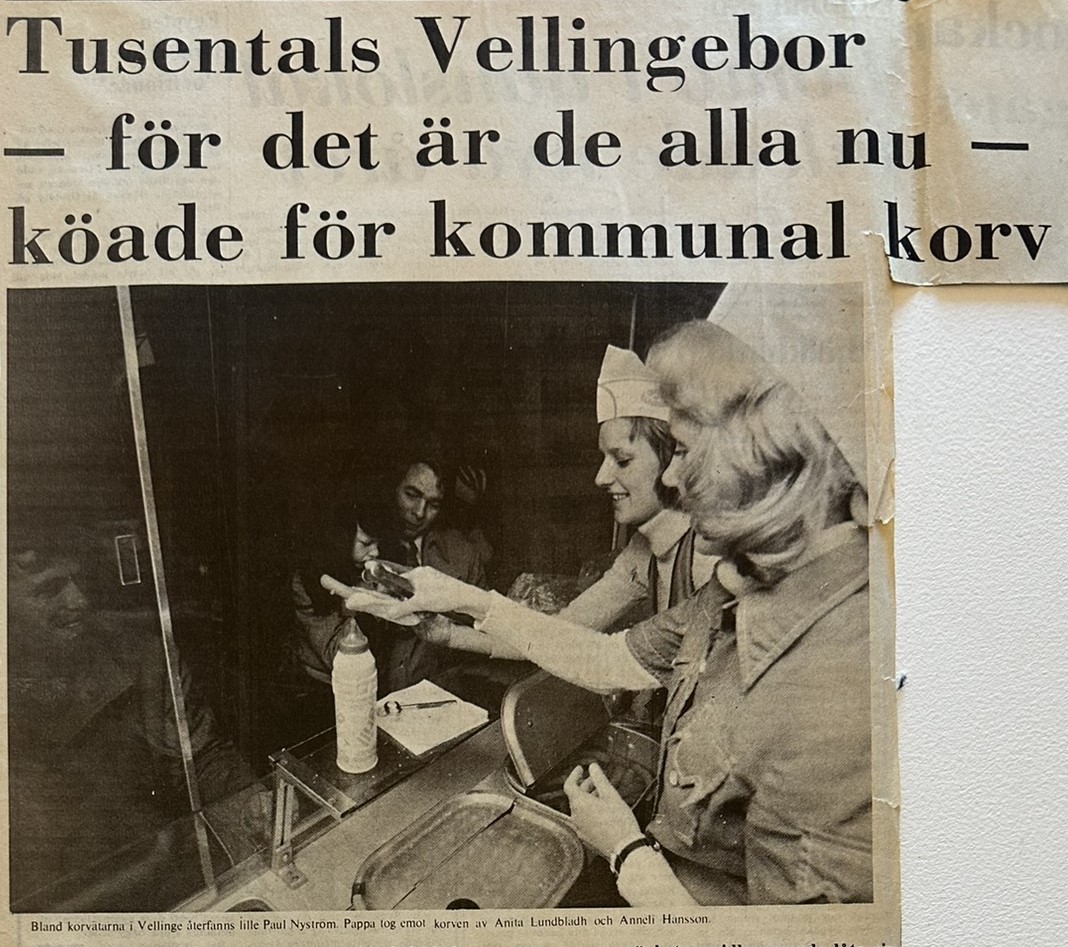 Tusentals Vellingebor
— för det är de alla nu —
köade för kommunal korv
Bland korvätarna i Vellinge återfanns lille Paul Nyström. Pappa tog emot korven av Anita Lundbladh och Anneli Hansson.